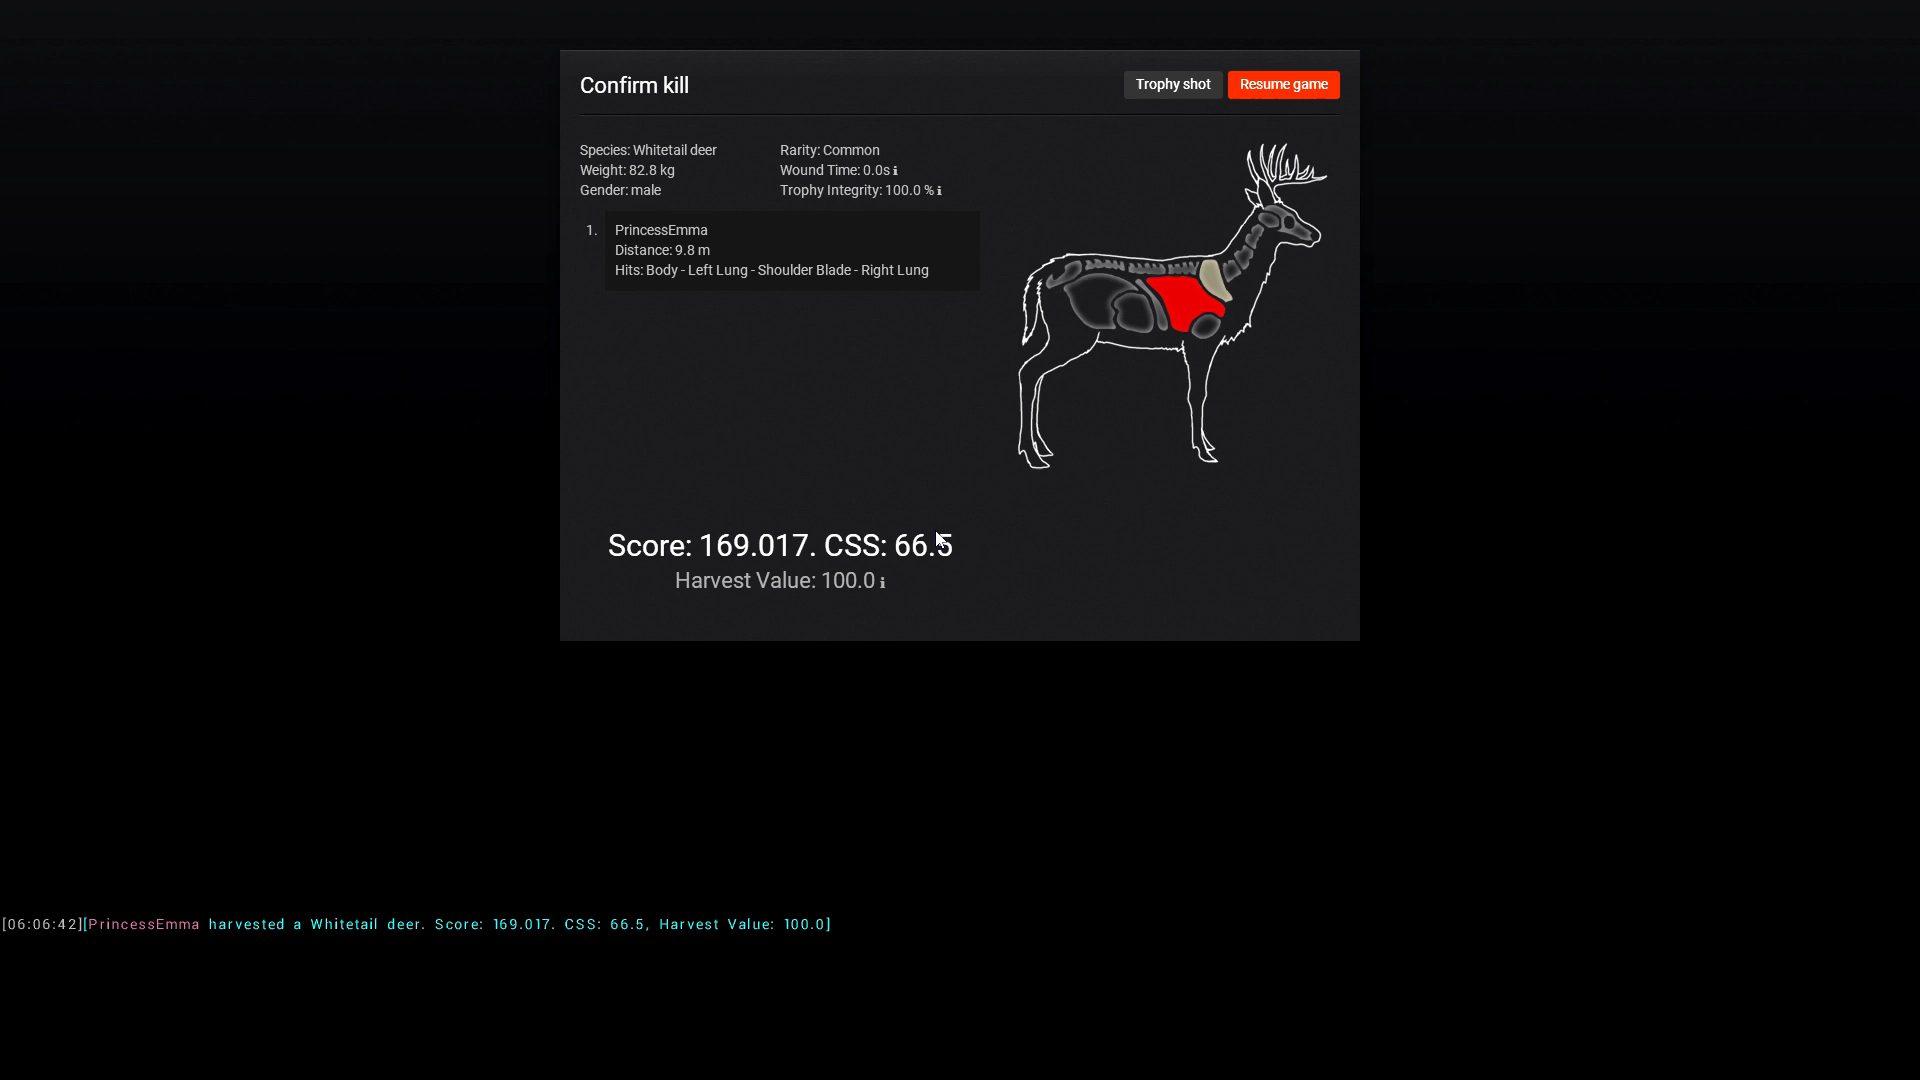 Confirm kill
Trophy shot
Resume game
Species: Whitetail deer
Weight: 82.8 kg
Gender: male
Rarity: Common
Wound Time: 0.0s i
Trophy Integrity: 100.0 % i
1.
PrincessEmma
Distance: 9.8 m
Hits: Body - Left Lung - Shoulder Blade - Right Lung
Score: 169.017. CSS: 66.5
Harvest Value: 100.0 i
[06:06:42][PrincessEmma harvested a Whitetail deer. Score: 169.017. CSS: 66.5, Harvest Value: 100.0]